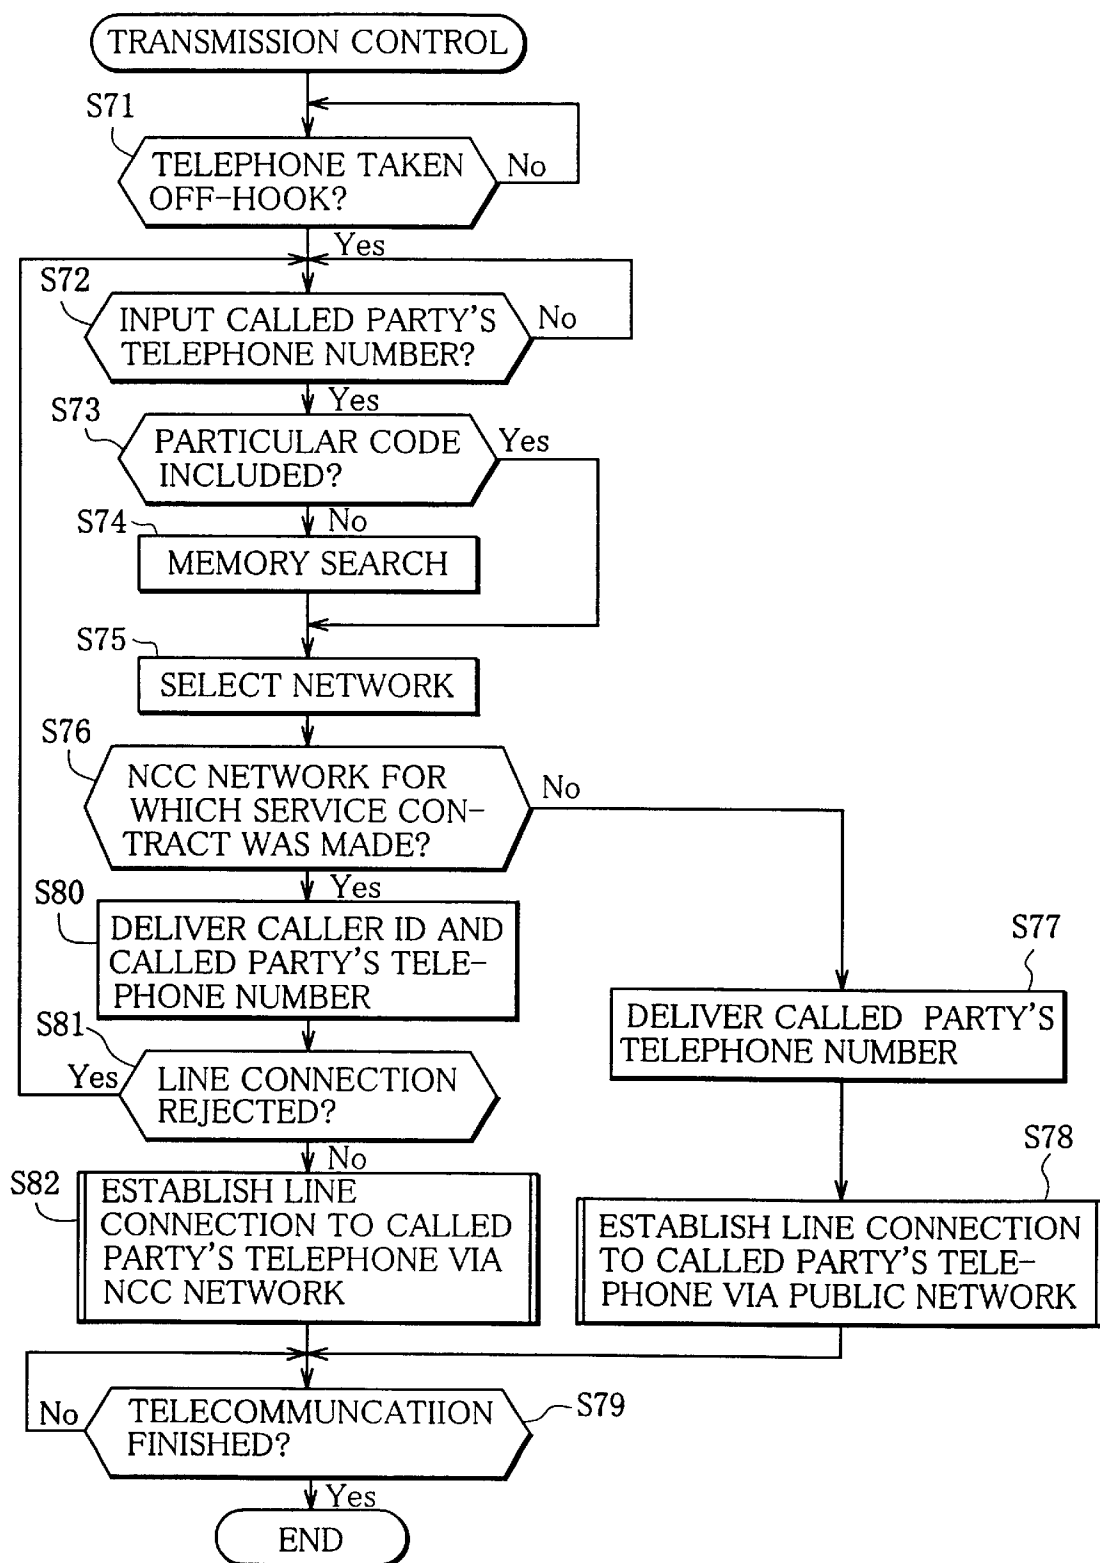 TRANSMISSION CONTROL
S71
TELEPHONE TAKEN
OFF-HOOK?
No
Yes
S72
INPUT CALLED PARTY'S
TELEPHONE NUMBER?
No
Yes
S73
PARTICULAR CODE
INCLUDED?
Yes
No
S74
MEMORY SEARCH
S75
SELECT NETWORK
S76
NCC NETWORK FOR
WHICH SERVICE CON-
TRACT WAS MADE?
No
Yes
S80
DELIVER CALLER ID AND
CALLED PARTY'S TELE-
PHONE NUMBER
S77
DELIVER CALLED PARTY'S
TELEPHONE NUMBER
S81
Yes
LINE CONNECTION
REJECTED?
No
S82
ESTABLISH LINE
CONNECTION TO CALLED
PARTY'S TELEPHONE VIA
NCC NETWORK
S78
ESTABLISH LINE CONNECTION
TO CALLED PARTY'S TELE-
PHONE VIA PUBLIC NETWORK
No
TELECOMMUNCATIION
FINISHED?
S79
Yes
END